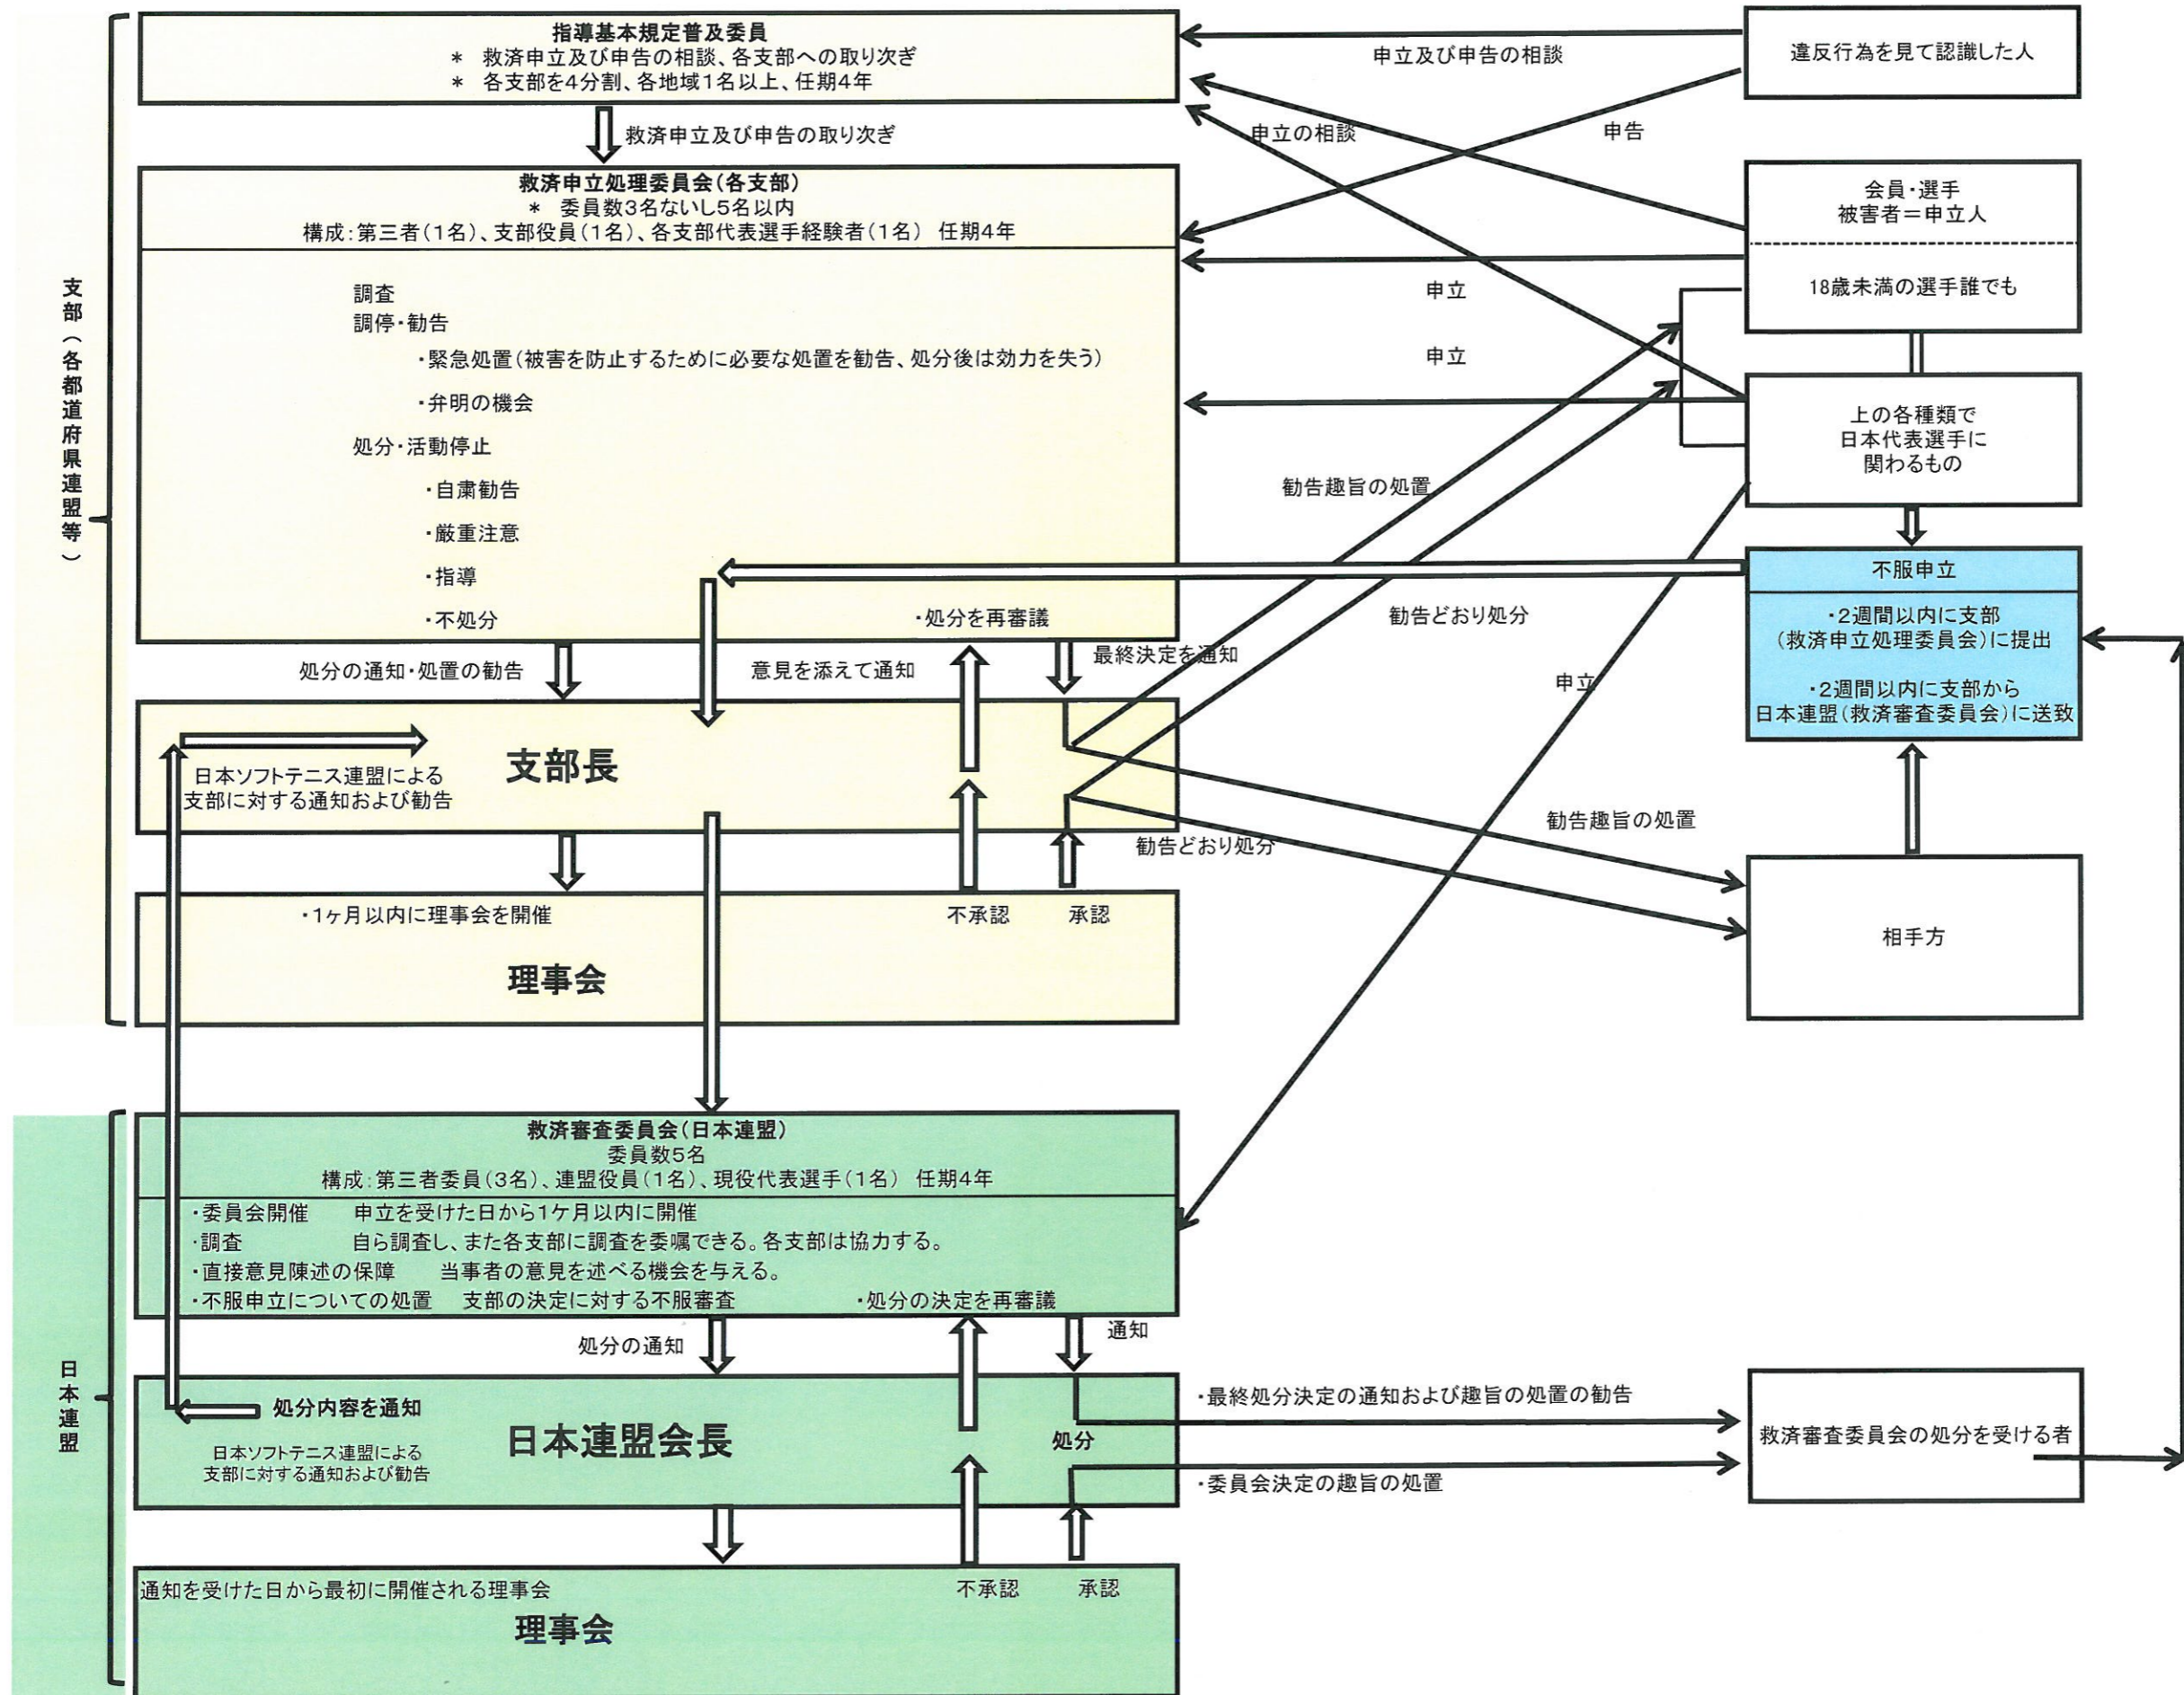 支部（各都道府県連盟等）
指導基本規定普及委員
＊ 救済申立及び申告の相談、各支部への取り次ぎ
＊ 各支部を4分割、各地域1名以上、任期4年
救済申立及び申告の取り次ぎ
救済申立処理委員会（各支部）
＊ 委員数3名ないし5名以内
構成：第三者（1名）、支部役員（1名）、各支部代表選手経験者（1名） 任期4年
調査
調停・勧告
・緊急処置（被害を防止するために必要な処置を勧告、処分後は効力を失う）
・弁明の機会
処分・活動停止
・自粛勧告
・厳重注意
・指導
・不処分
・処分を再審議
処分の通知・処置の勧告
意見を添えて通知
最終決定を通知
支部長
日本ソフトテニス連盟による
支部に対する通知および勧告
・1ヶ月以内に理事会を開催
不承認
承認
理事会
申立及び申告の相談
申立の相談
申告
申立
申立
勧告趣旨の処置
勧告どおり処分
申立
勧告趣旨の処置
勧告どおり処分
違反行為を見て認識した人
会員・選手
被害者＝申立人
18歳未満の選手誰でも
上の各種類で
日本代表選手に
関わるもの
不服申立
・2週間以内に支部
（救済申立処理委員会）に提出
・2週間以内に支部から
日本連盟（救済審査委員会）に送致
相手方
日本連盟
救済審査委員会（日本連盟）
委員数5名
構成：第三者委員（3名）、連盟役員（1名）、現役代表選手（1名） 任期4年
・委員会開催 申立を受けた日から1ケ月以内に開催
・調査 自ら調査し、また各支部に調査を委嘱できる。各支部は協力する。
・直接意見陳述の保障 当事者の意見を述べる機会を与える。
・不服申立についての処置 支部の決定に対する不服審査 ・処分の決定を再審議
処分の通知
通知
処分内容を通知
日本連盟会長
処分
日本ソフトテニス連盟による
支部に対する通知および勧告
・最終処分決定の通知および趣旨の処置の勧告
・委員会決定の趣旨の処置
救済審査委員会の処分を受ける者
通知を受けた日から最初に開催される理事会
不承認
承認
理事会